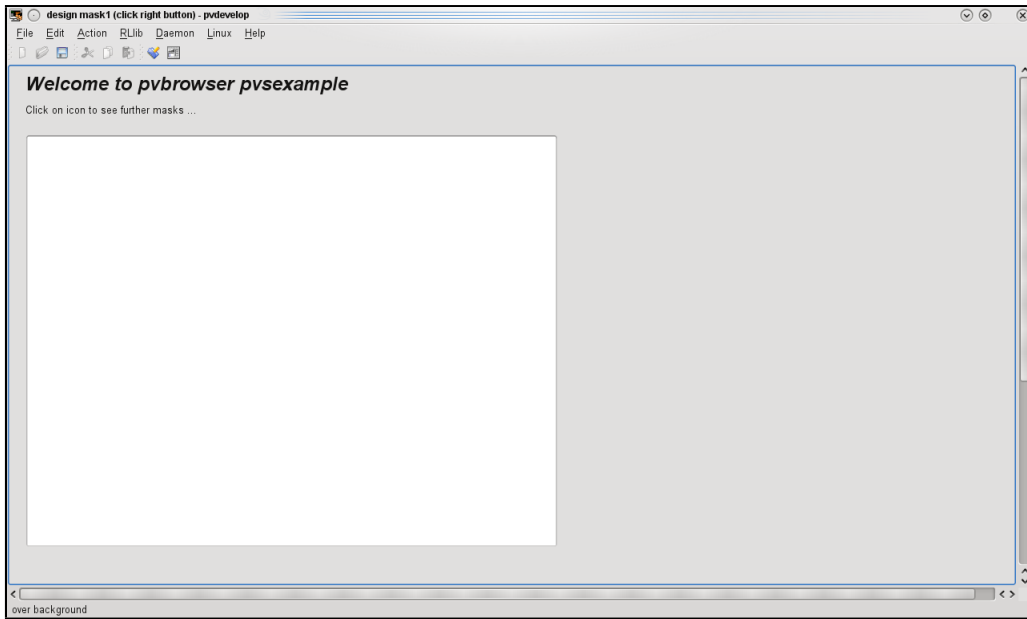 design mask1 (click right button) - pvdevelop
File Edit Action RLlib Daemon Linux Help
Welcome to pvbrowser pvsexample
Click on icon to see further masks ...
over background